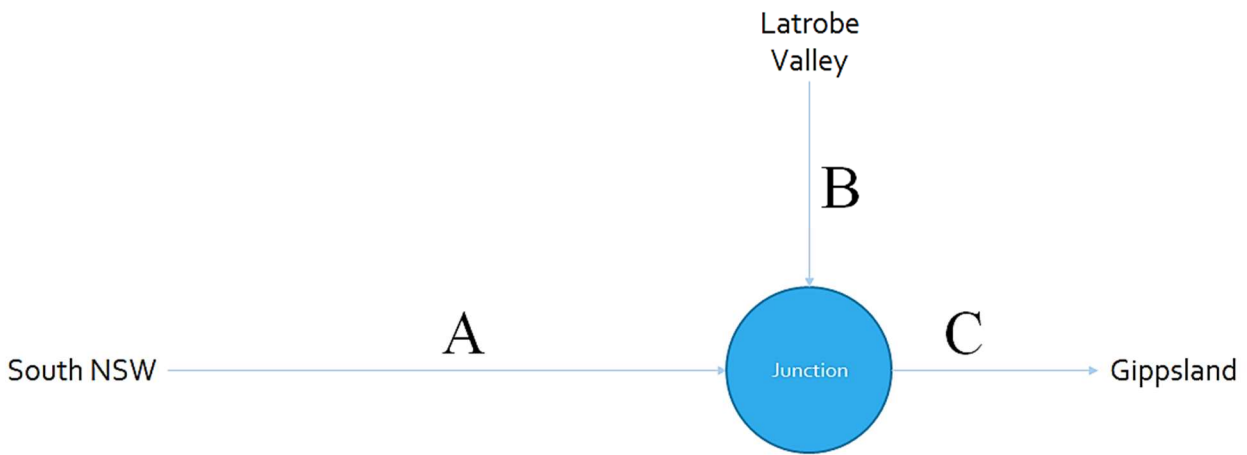 Latrobe
Valley
B
A
C
South NSW
Junction
Gippsland